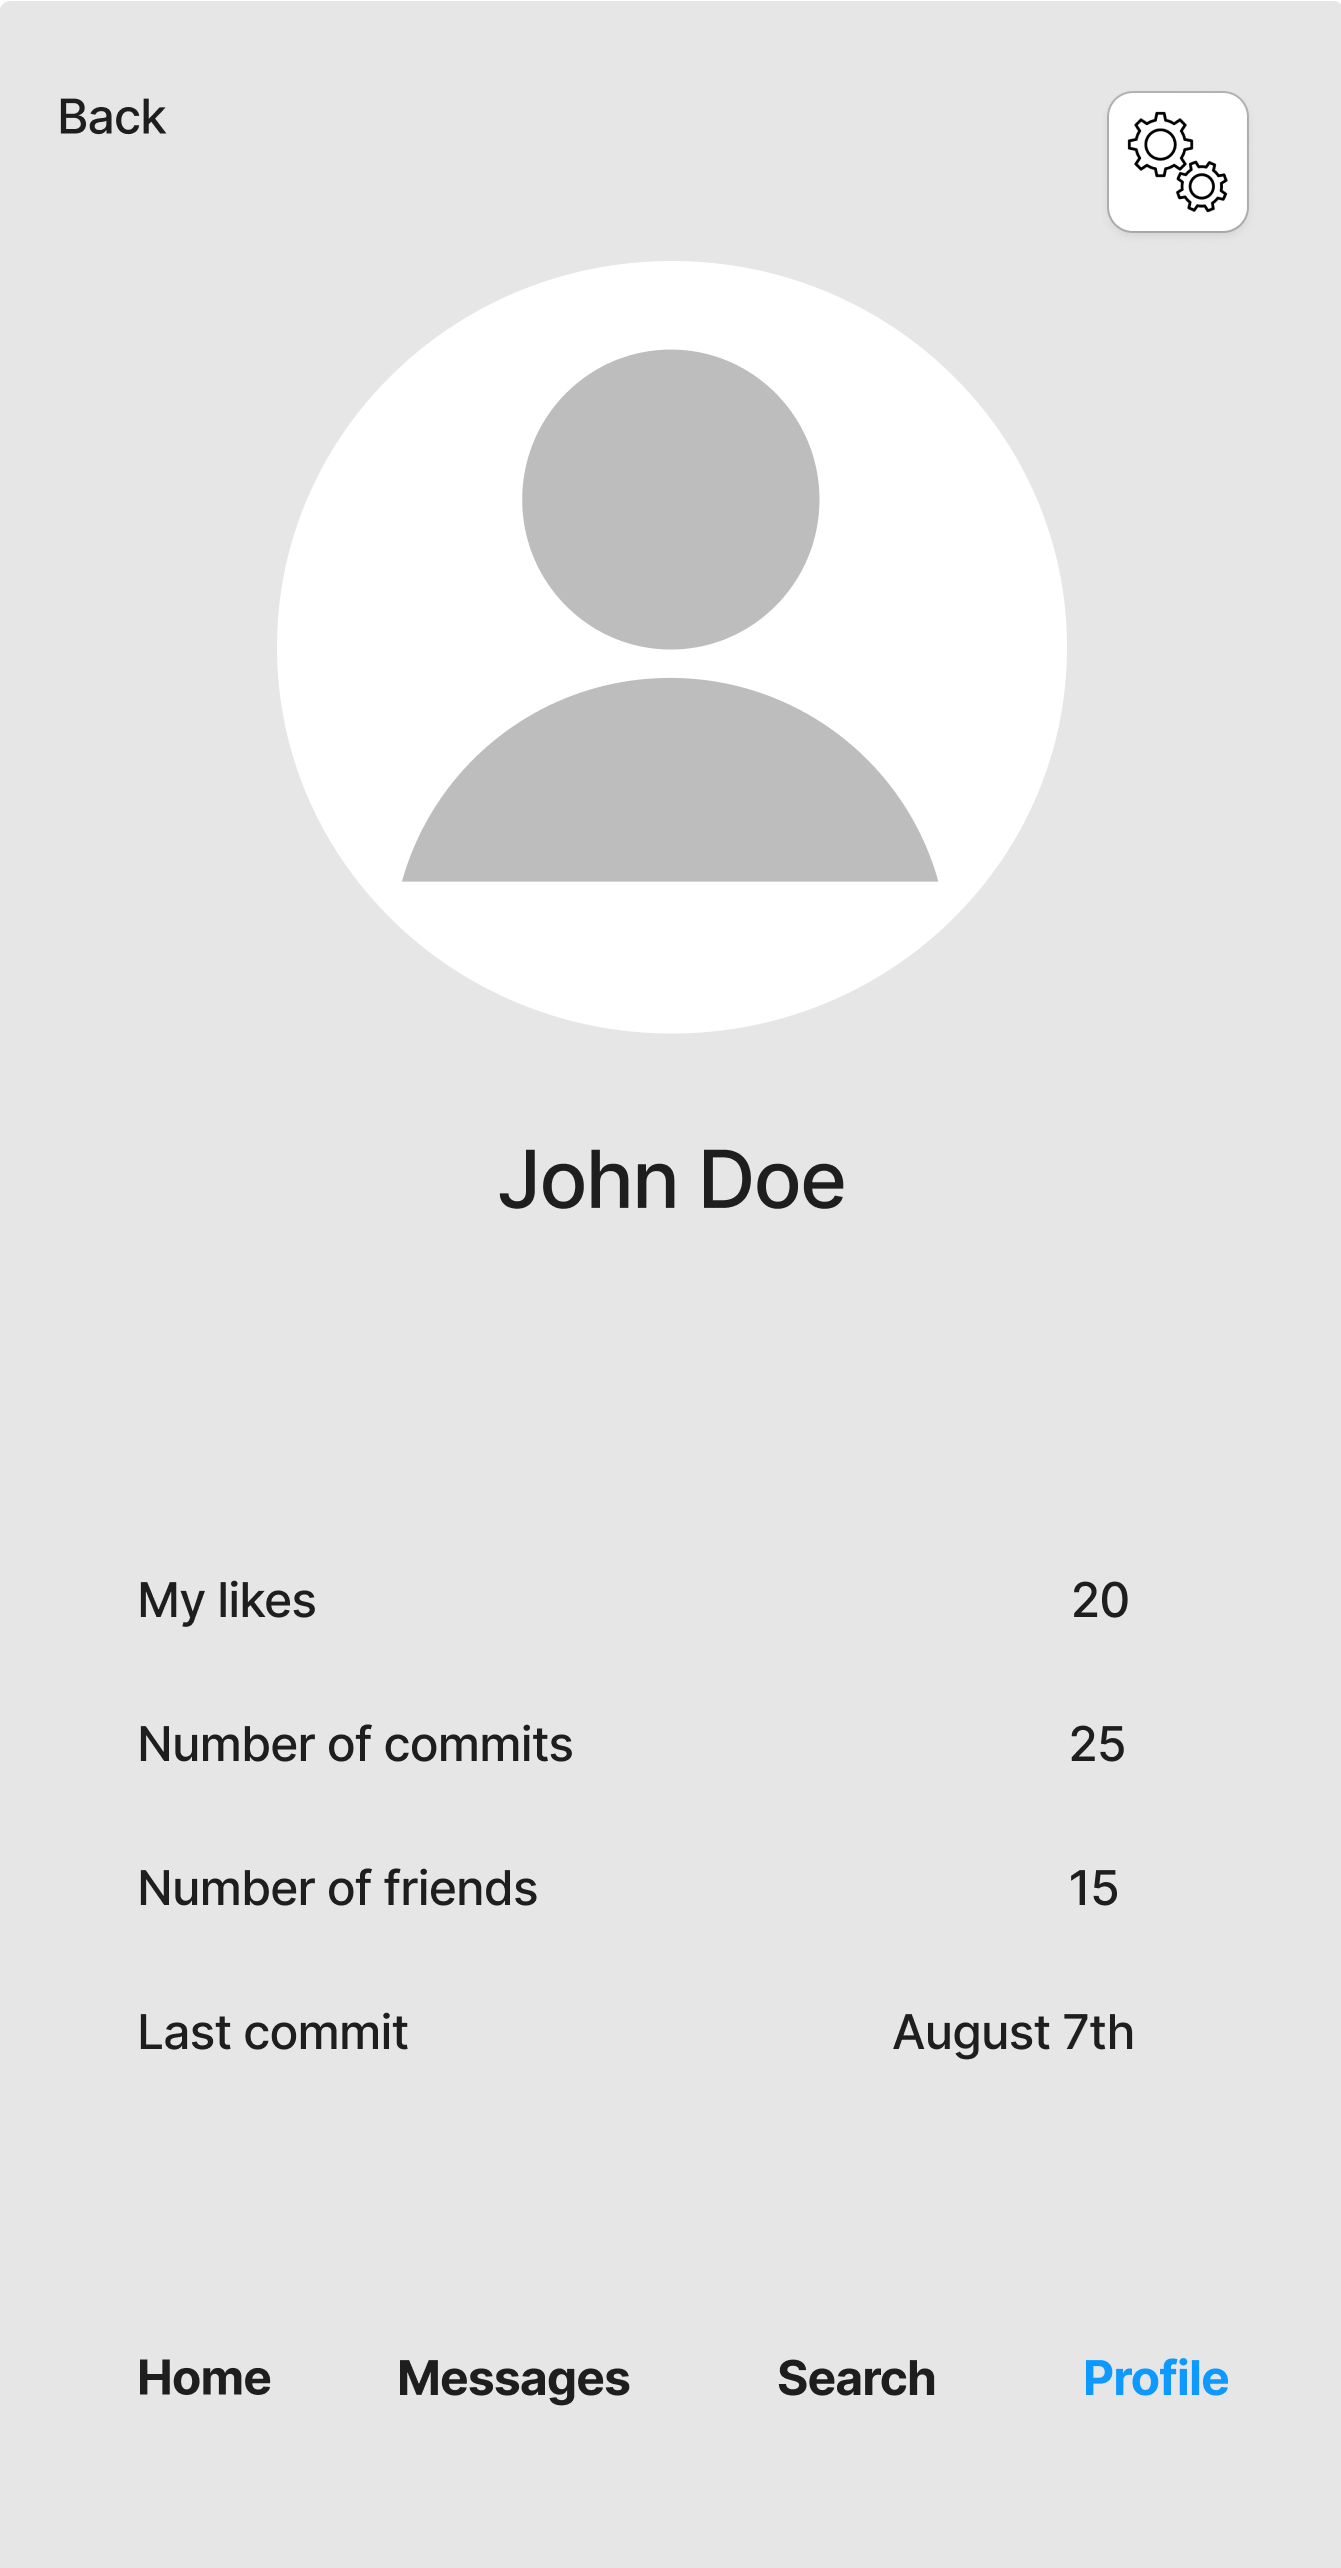 Back
John Doe
My likes 20
Number of commits 25
Number of friends 15
Last commit August 7th
Home Messages Search Profile